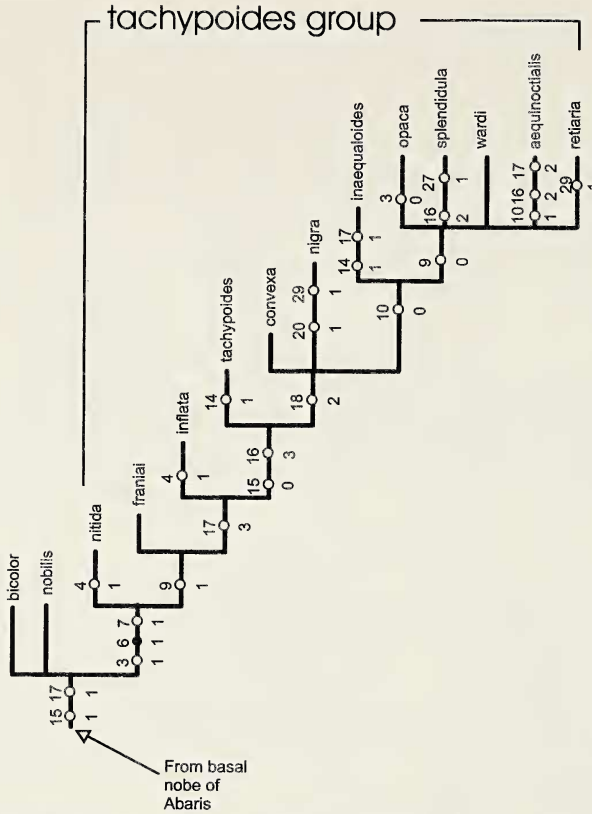 tachypoides group
bicolor
nobilis
nitida
franiai
inflata
tachypoides
convexa
nigra
inaequaloides
opaca
splendidula
wardi
aequinoctialis
retiaria
15 17
1 1
3 6 7
1 1 1
4
1
9
1
17
3
4
1
15 16
0 3
14
1
18
2
20 29
1 1
10
0
14 17
1 1
9
0
3
0
16 27
2 1
10 16 17
1 2 2
29
1
From basal
nobe of
Abaris